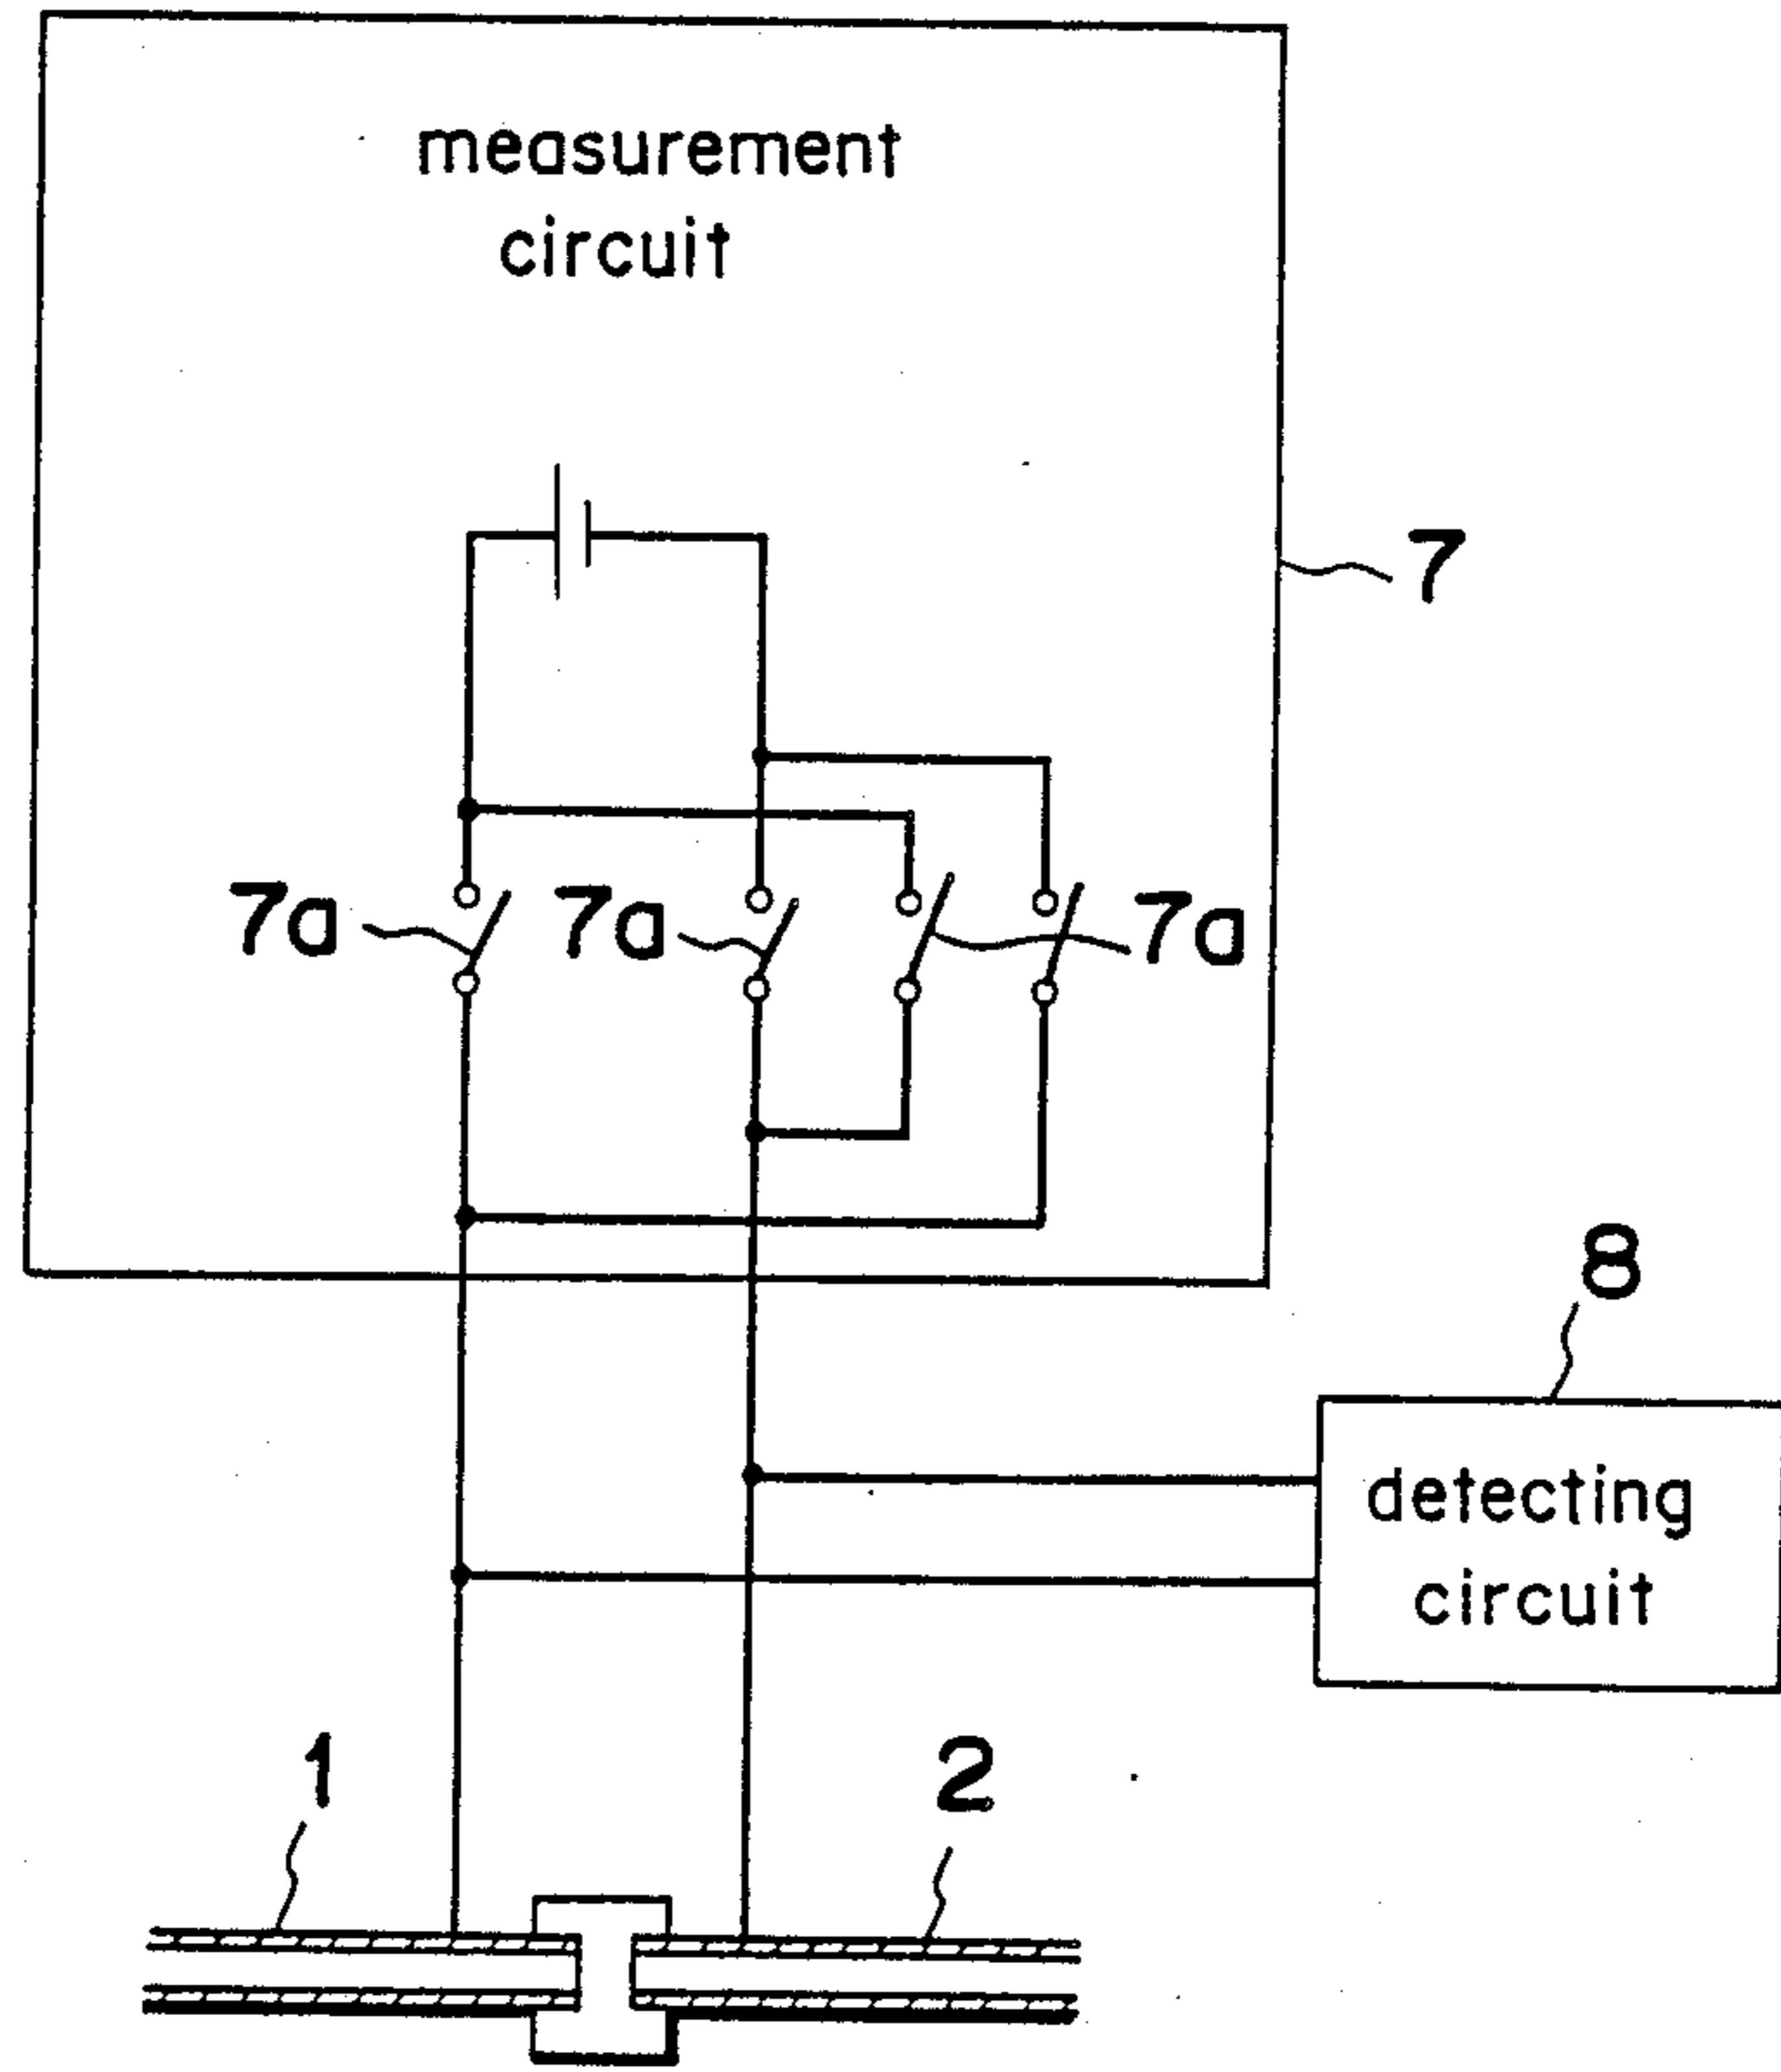 measurement
circuit
7
7a 7a 7a
8
detecting
circuit
1 2